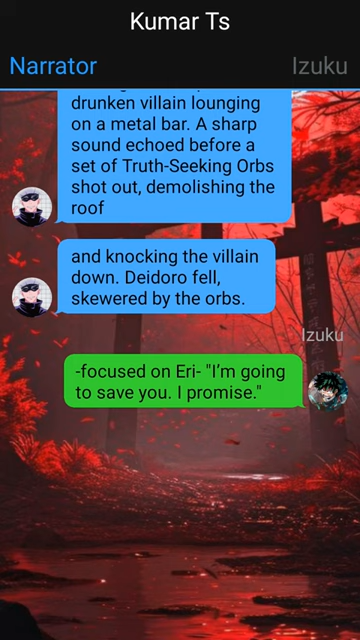 Kumar Ts
Narrator
Izuku
drunken villain lounging
on a metal bar. A sharp
sound echoed before a
set of Truth-Seeking Orbs
shot out, demolishing the
roof
and knocking the villain
down. Deidoro fell,
skewered by the orbs.
Izuku
-focused on Eri- "I’m going
to save you. I promise."